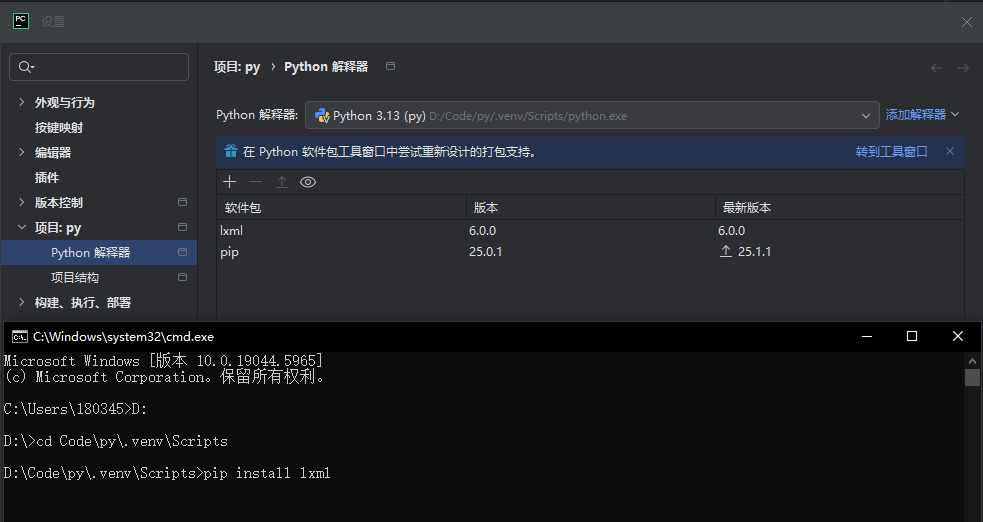 PC
设置
项目: py › Python 解释器
外观与行为
按键映射
编辑器
插件
版本控制
项目: py
Python 解释器
项目结构
构建、执行、部署
Python 解释器: Python 3.13 (py) D:/Code/py/.venv/Scripts/python.exe 添加解释器
在 Python 软件包工具窗口中尝试重新设计的打包支持。 转到工具窗口
软件包 版本 最新版本
lxml 6.0.0 6.0.0
pip 25.0.1 25.1.1
C:\Windows\system32\cmd.exe
Microsoft Windows [版本 10.0.19044.5965]
(c) Microsoft Corporation。保留所有权利。
C:\Users\180345>D:
D:\>cd Code\py\.venv\Scripts
D:\Code\py\.venv\Scripts>pip install lxml